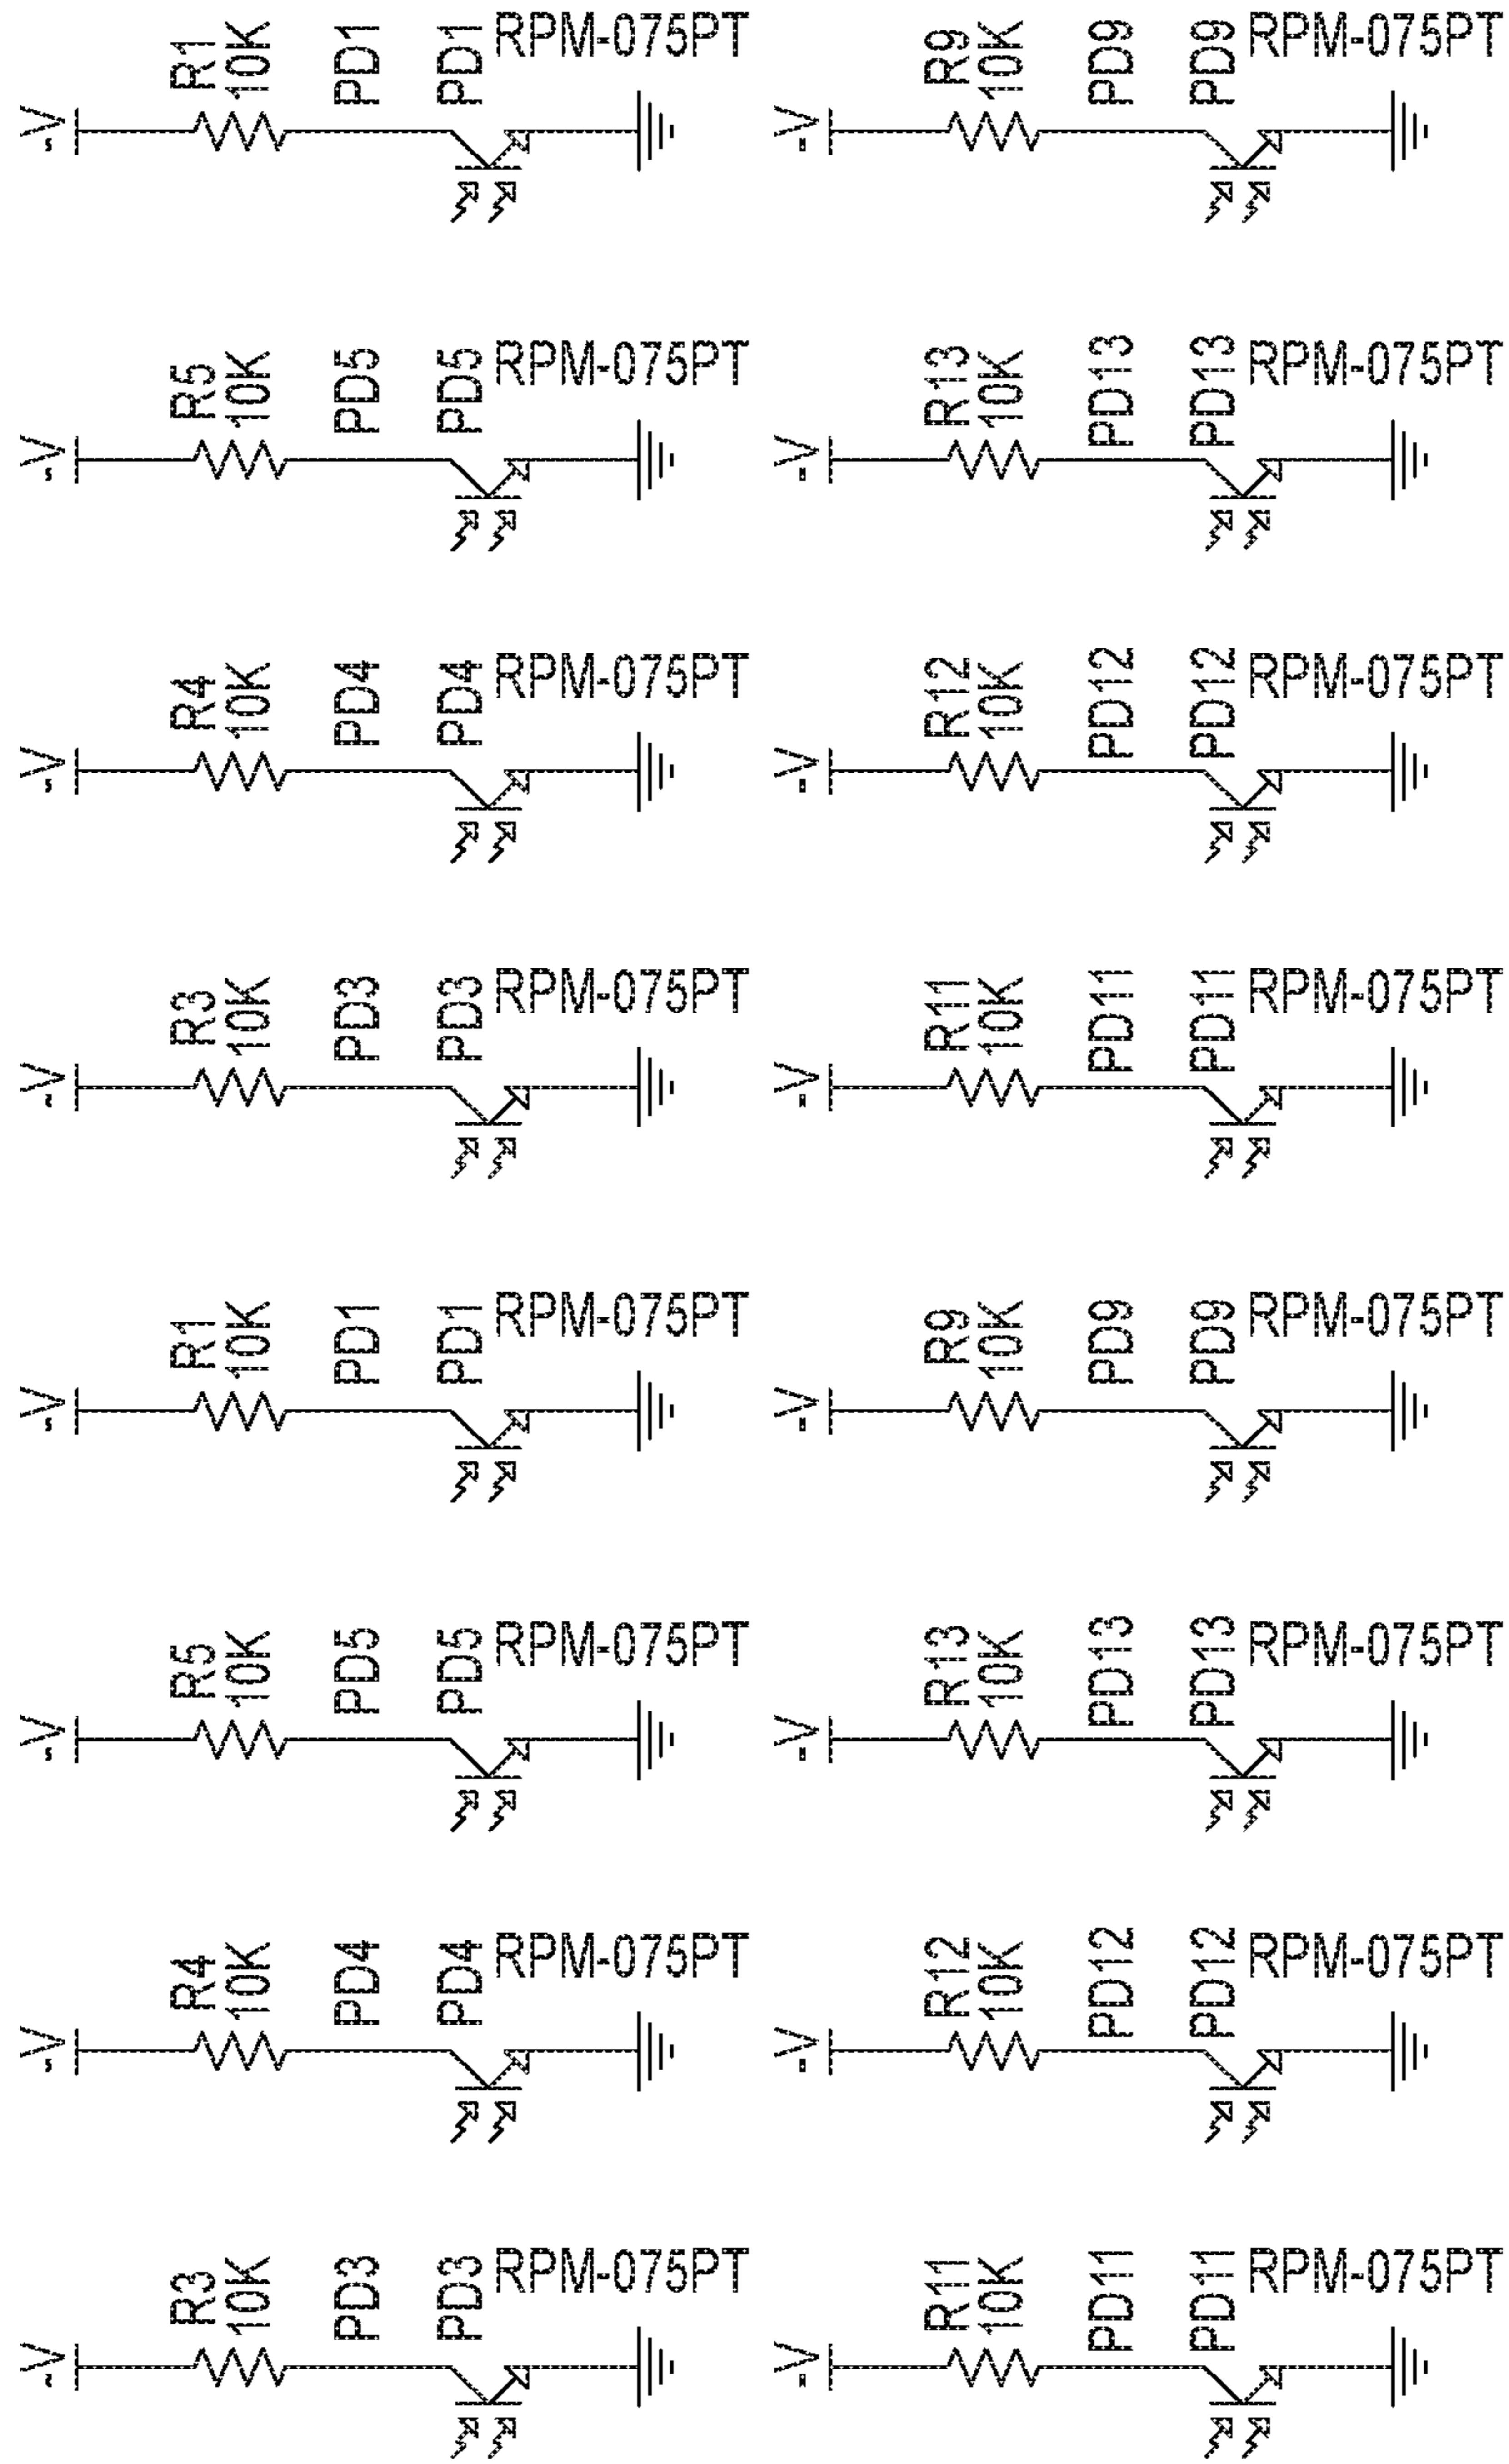 -V R1 10K PD1 PD1 RPM-075PT
-V R9 10K PD9 PD9 RPM-075PT
-V R5 10K PD5 PD5 RPM-075PT
-V R13 10K PD13 PD13 RPM-075PT
-V R4 10K PD4 PD4 RPM-075PT
-V R12 10K PD12 PD12 RPM-075PT
-V R3 10K PD3 PD3 RPM-075PT
-V R11 10K PD11 PD11 RPM-075PT
-V R1 10K PD1 PD1 RPM-075PT
-V R9 10K PD9 PD9 RPM-075PT
-V R5 10K PD5 PD5 RPM-075PT
-V R13 10K PD13 PD13 RPM-075PT
-V R4 10K PD4 PD4 RPM-075PT
-V R12 10K PD12 PD12 RPM-075PT
-V R3 10K PD3 PD3 RPM-075PT
-V R11 10K PD11 PD11 RPM-075PT